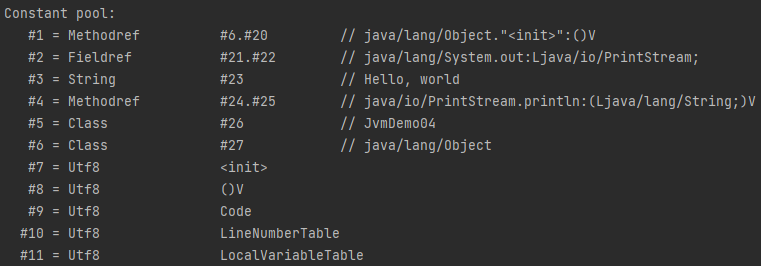 Constant pool:
   #1 = Methodref          #6.#20         // java/lang/Object."<init>":()V
   #2 = Fieldref           #21.#22        // java/lang/System.out:Ljava/io/PrintStream;
   #3 = String             #23            // Hello, world
   #4 = Methodref          #24.#25        // java/io/PrintStream.println:(Ljava/lang/String;)V
   #5 = Class              #26            // JvmDemo04
   #6 = Class              #27            // java/lang/Object
   #7 = Utf8               <init>
   #8 = Utf8               ()V
   #9 = Utf8               Code
  #10 = Utf8               LineNumberTable
  #11 = Utf8               LocalVariableTable